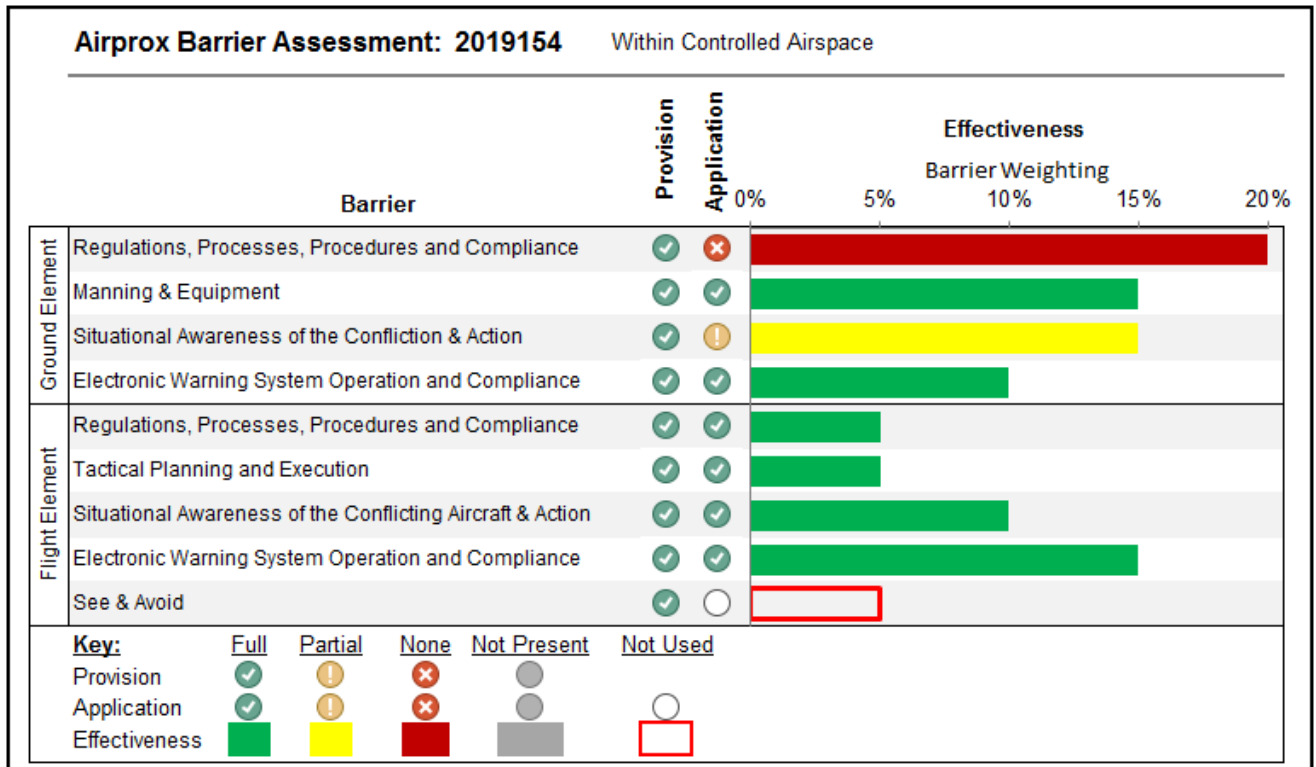 Airprox Barrier Assessment: 2019154 Within Controlled Airspace
Barrier
Provision
Application
Effectiveness
Barrier Weighting
0% 5% 10% 15% 20%
Ground Element
Regulations, Processes, Procedures and Compliance
Manning & Equipment
Situational Awareness of the Confliction & Action
Electronic Warning System Operation and Compliance
Flight Element
Regulations, Processes, Procedures and Compliance
Tactical Planning and Execution
Situational Awareness of the Conflicting Aircraft & Action
Electronic Warning System Operation and Compliance
See & Avoid
Key: Full Partial None Not Present Not Used
Provision
Application
Effectiveness